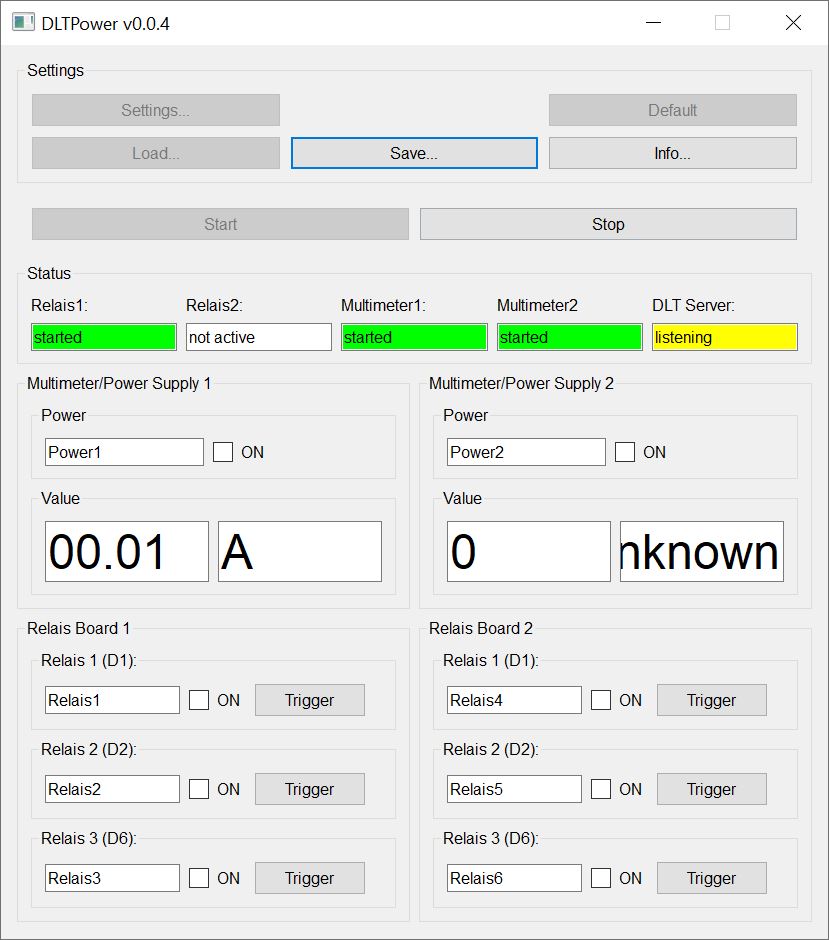 DLTPower v0.0.4
Settings
Settings...
Default
Load...
Save...
Info...
Start
Stop
Status
Relais1:
Relais2:
Multimeter1:
Multimeter2
DLT Server:
started
not active
started
started
listening
Multimeter/Power Supply 1
Power
Power1
ON
Value
00.01
A
Multimeter/Power Supply 2
Power
Power2
ON
Value
0
nknown
Relais Board 1
Relais 1 (D1):
Relais1
ON
Trigger
Relais 2 (D2):
Relais2
ON
Trigger
Relais 3 (D6):
Relais3
ON
Trigger
Relais Board 2
Relais 1 (D1):
Relais4
ON
Trigger
Relais 2 (D2):
Relais5
ON
Trigger
Relais 3 (D6):
Relais6
ON
Trigger